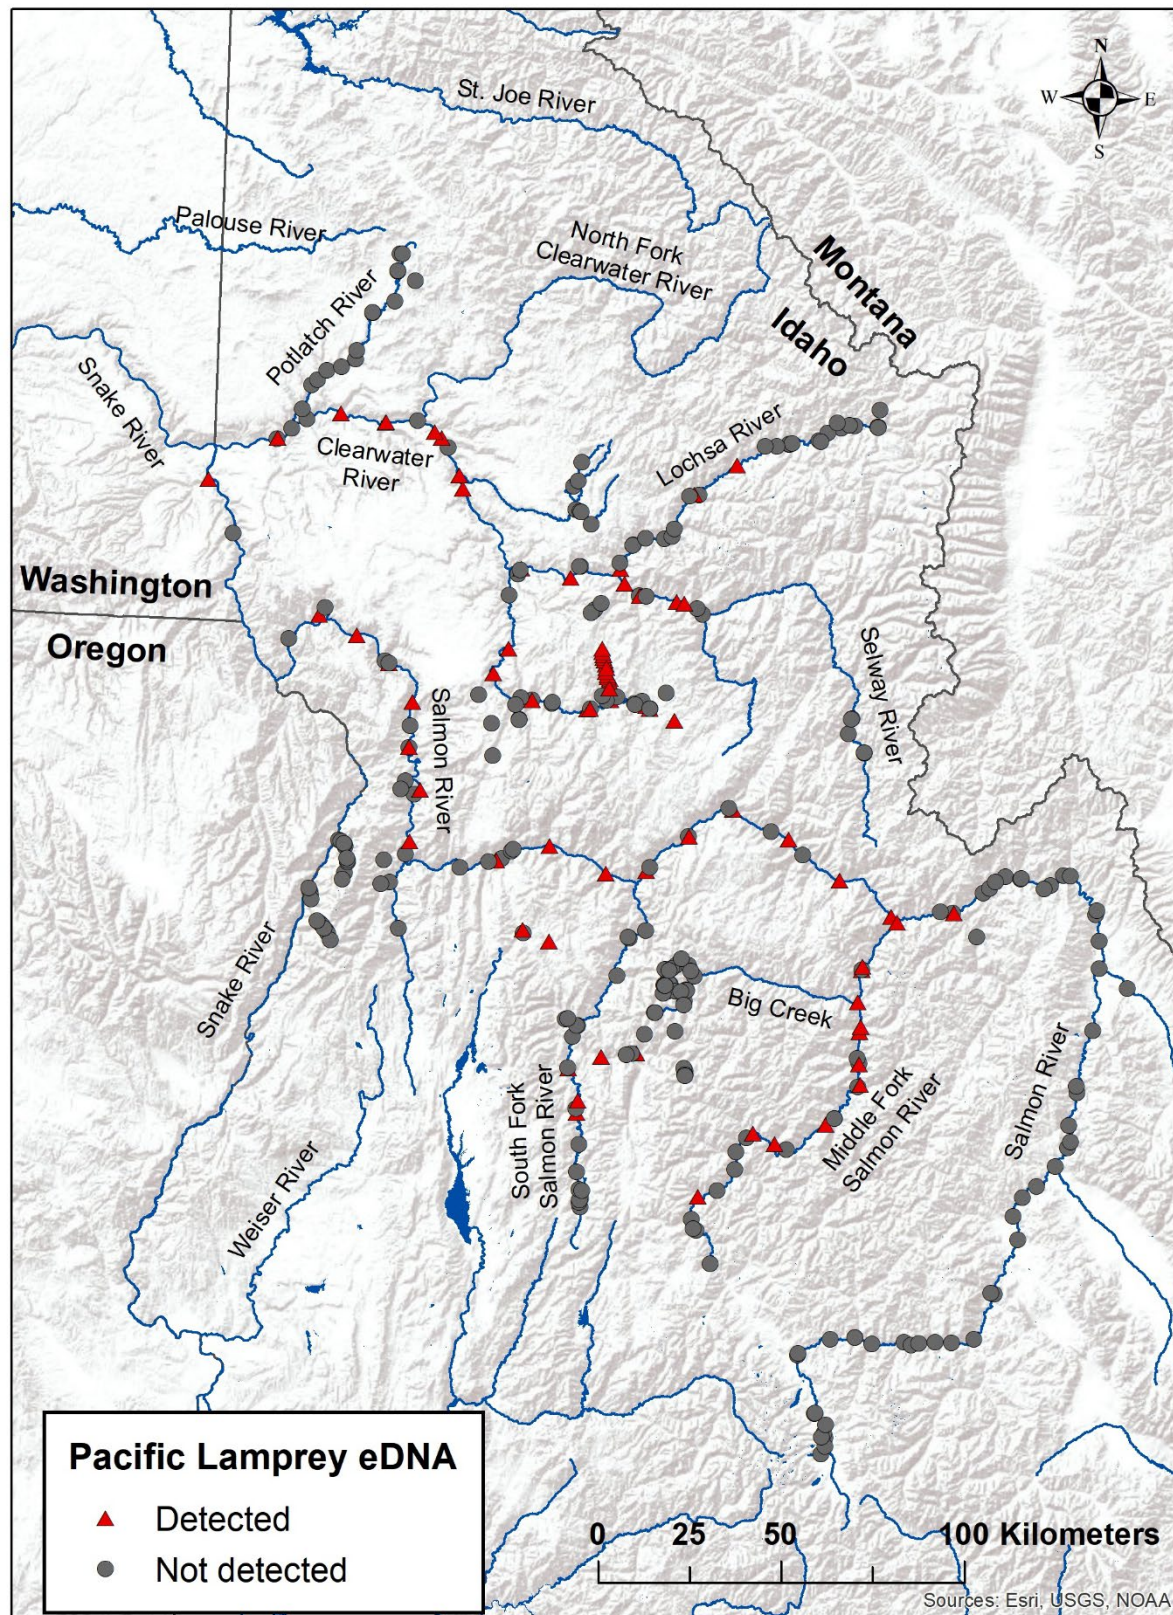 N
W
E
S
St. Joe River
Palouse River
North Fork
Clearwater River
Montana
Idaho
Potlatch River
Snake River
Clearwater
River
Lochsa River
Washington
Oregon
Selway River
Salmon River
Snake River
Big Creek
South Fork
Salmon River
Middle Fork
Salmon River
Salmon River
Weiser River
Pacific Lamprey eDNA
Detected
Not detected
0 25 50 100 Kilometers
Sources: Esri, USGS, NOAA